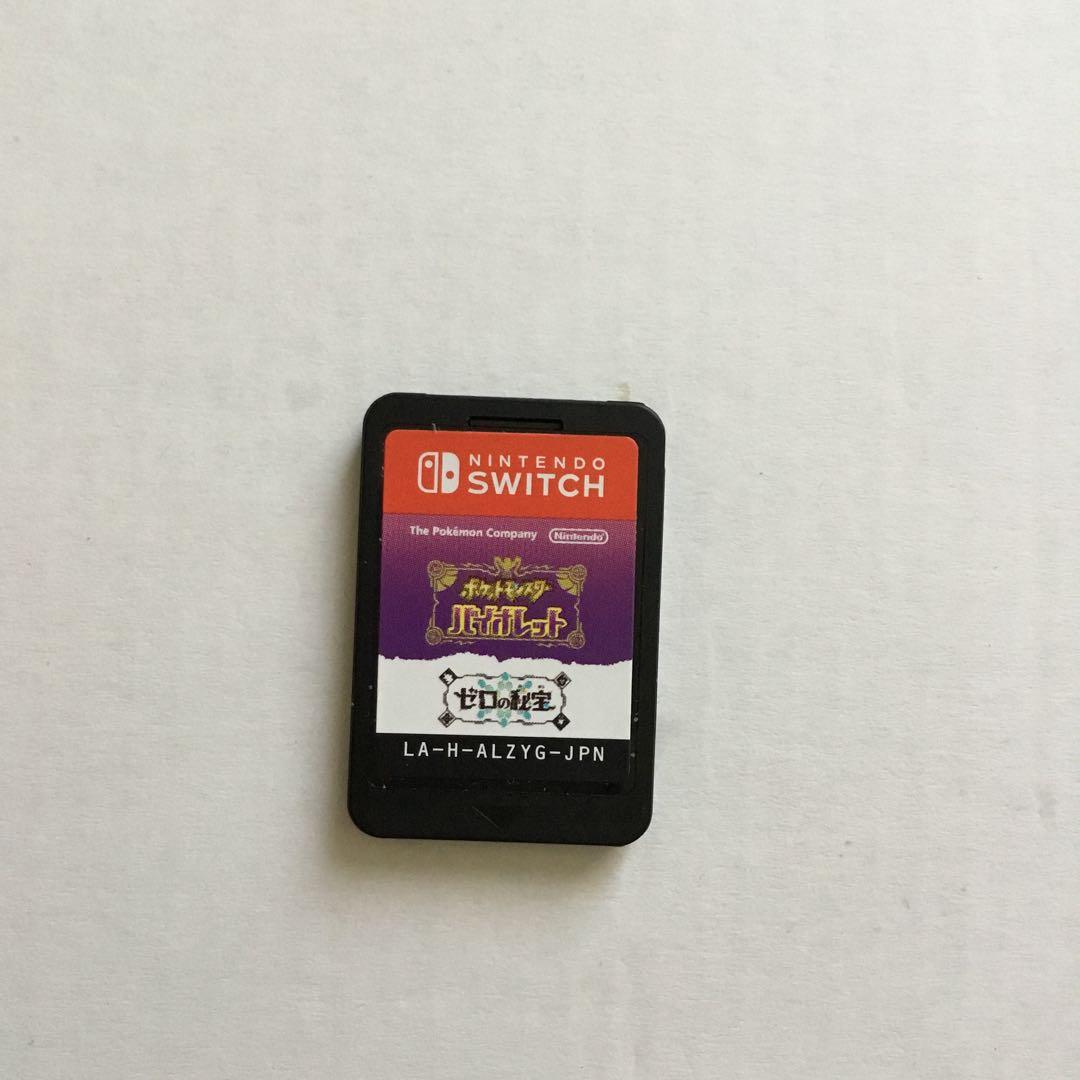 NINTENDO
SWITCH
The Pokémon Company Nintendo
ポケットモンスター
バイオレット
ゼロの秘宝
LA-H-ALZYG-JPN